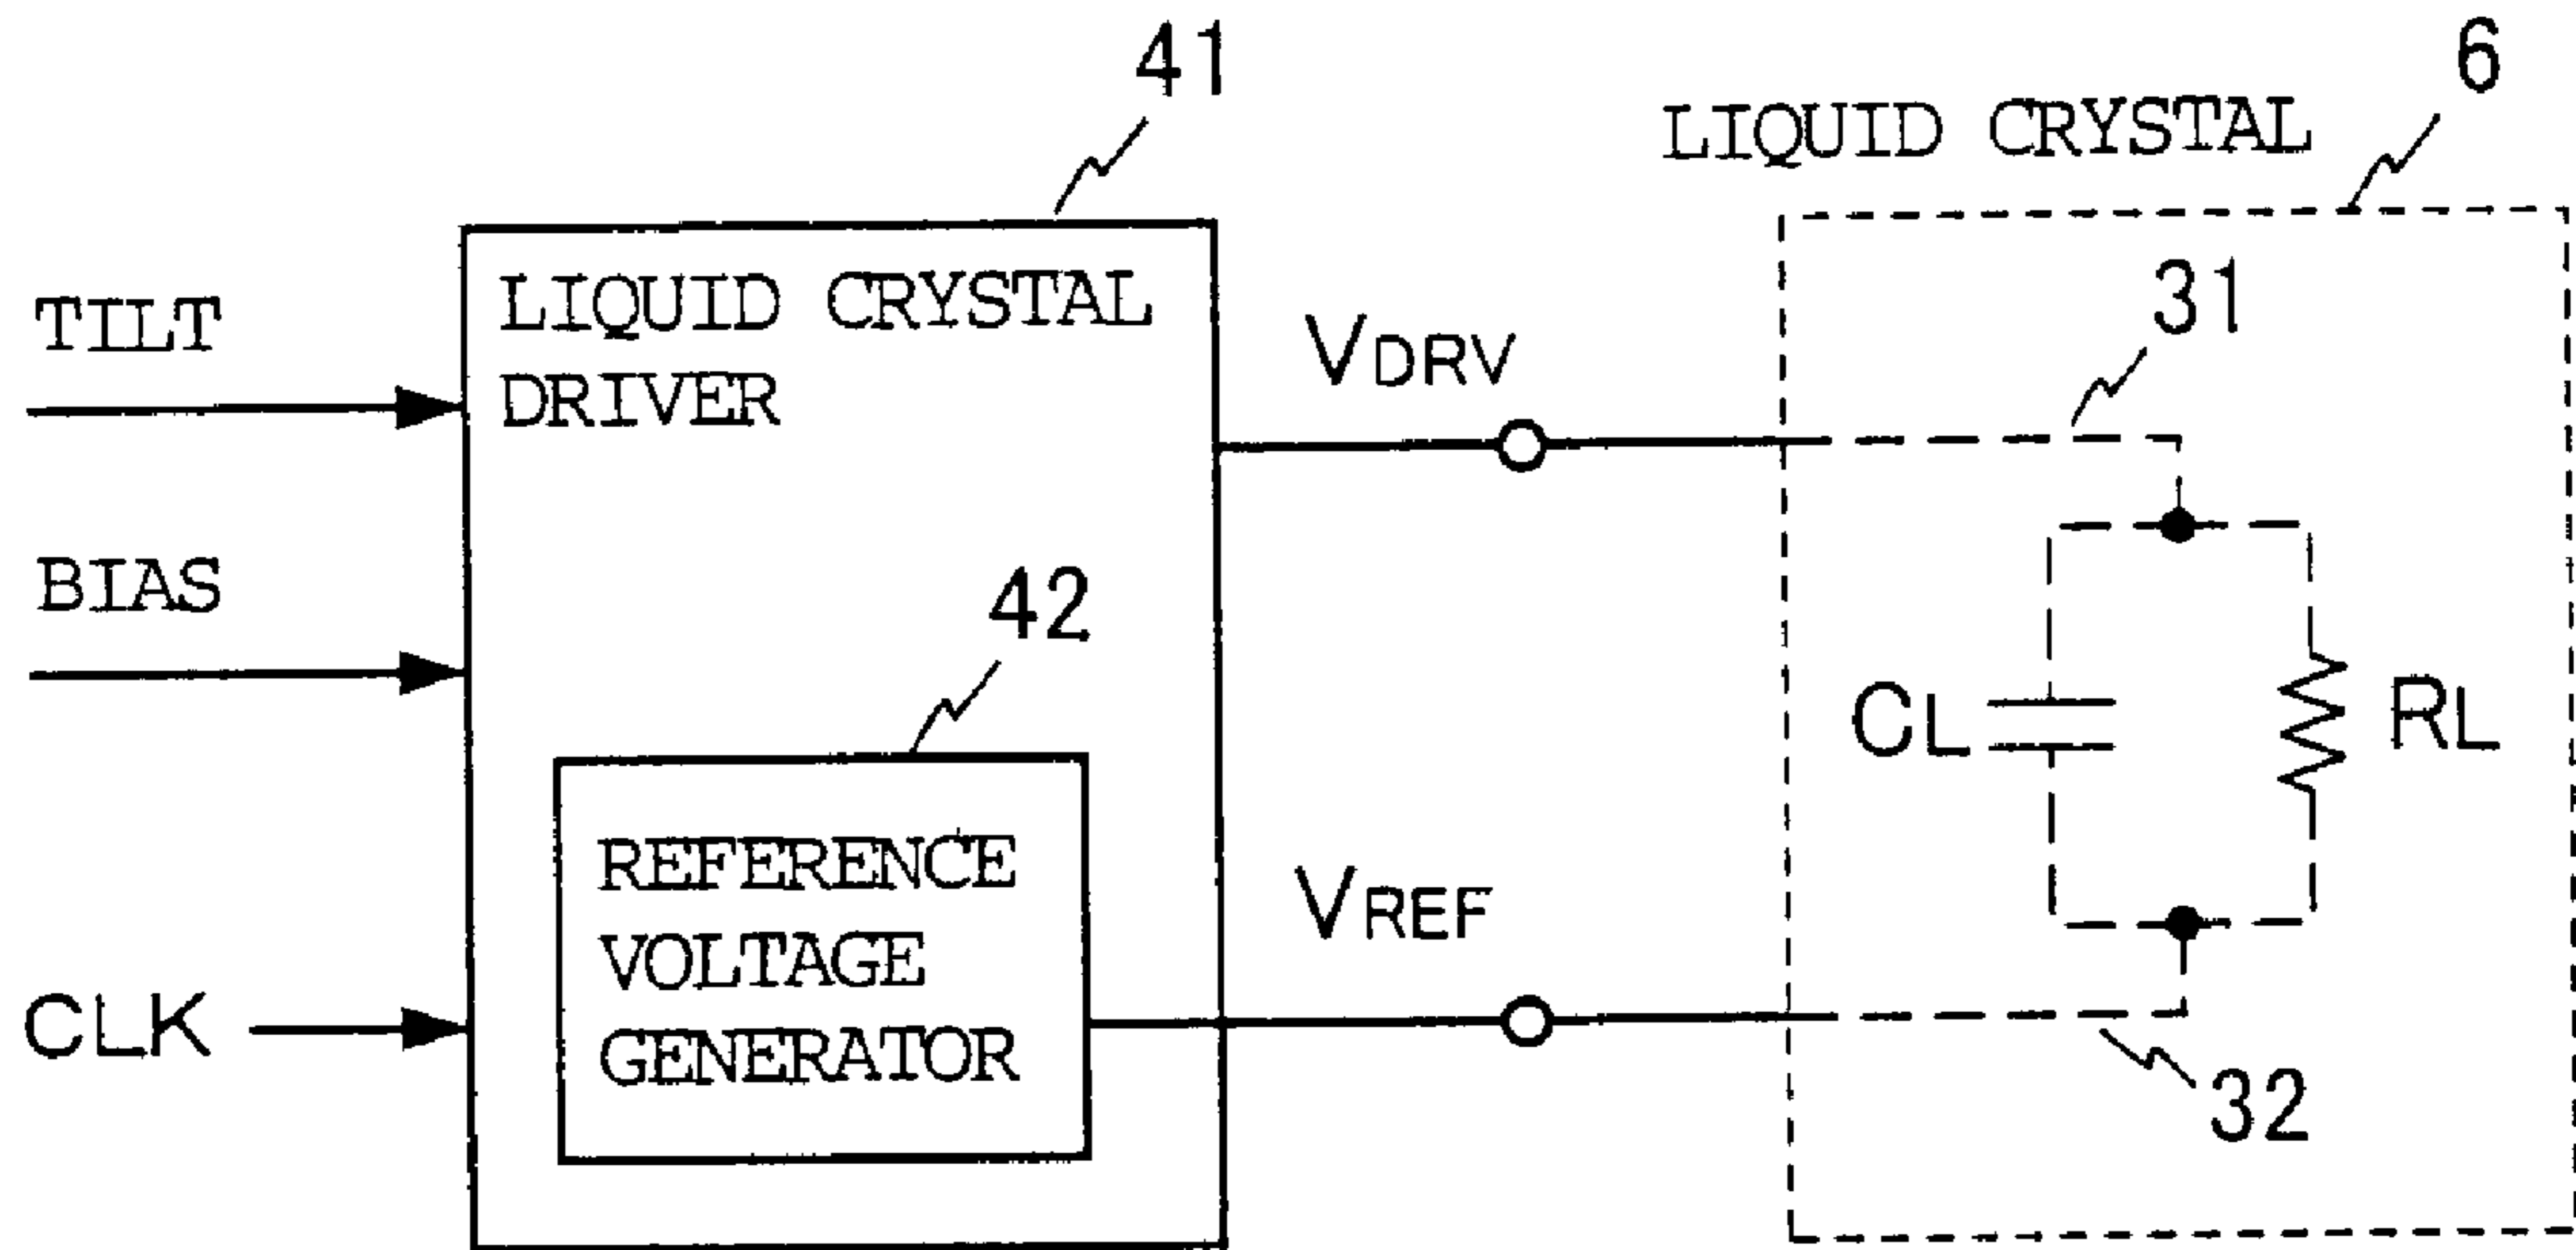 41
6
LIQUID CRYSTAL
TILT
LIQUID CRYSTAL
DRIVER
VDRV
31
BIAS
42
CL
RL
REFERENCE
VOLTAGE
GENERATOR
VREF
CLK
32